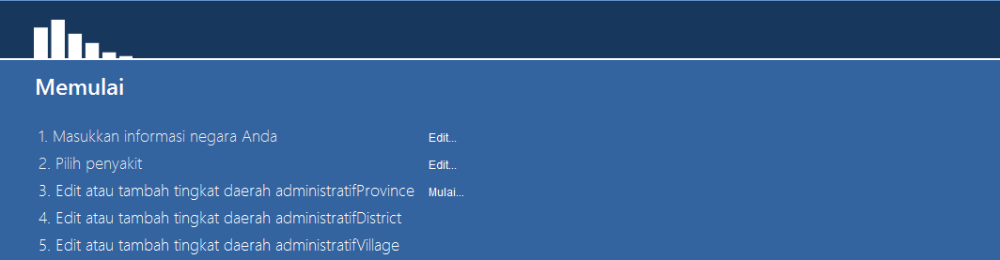 Memulai
1. Masukkan informasi negara Anda Edit...
2. Pilih penyakit Edit...
3. Edit atau tambah tingkat daerah administratifProvince Mulai...
4. Edit atau tambah tingkat daerah administratifDistrict
5. Edit atau tambah tingkat daerah administratifVillage